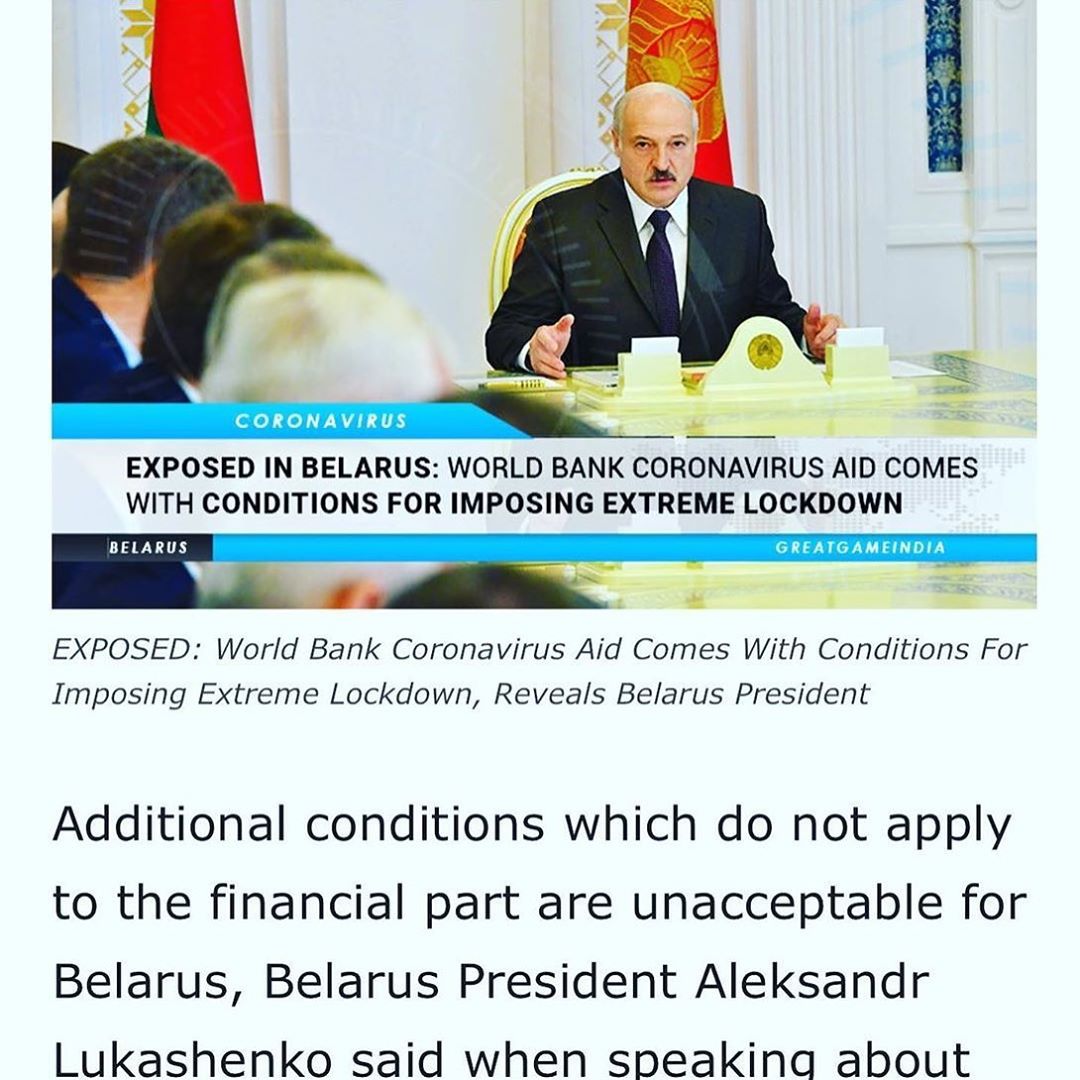 CORONAVIRUS
EXPOSED IN BELARUS: WORLD BANK CORONAVIRUS AID COMES
WITH CONDITIONS FOR IMPOSING EXTREME LOCKDOWN
BELARUS
GREATGAMEINDIA
EXPOSED: World Bank Coronavirus Aid Comes With Conditions For
Imposing Extreme Lockdown, Reveals Belarus President
Additional conditions which do not apply
to the financial part are unacceptable for
Belarus, Belarus President Aleksandr
Lukashenko said when speaking about